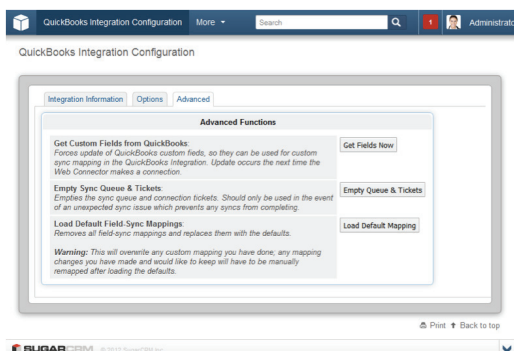 QuickBooks Integration Configuration More Search 1 Administrato
QuickBooks Integration Configuration
Integration Information Options Advanced
Advanced Functions
Get Custom Fields from QuickBooks:
Forces update of QuickBooks custom fieds, so they can be used for custom
sync mapping in the QuickBooks Integration. Update occurs the next time the
Web Connector makes a connection.
Get Fields Now
Empty Sync Queue & Tickets:
Empties the sync queue and connection tickets. Should only be used in the event
of an unexpected sync issue which prevents any syncs from completing.
Empty Queue & Tickets
Load Default Field-Sync Mappings:
Removes all field-sync mappings and replaces them with the defaults.
Load Default Mapping
Warning: This will overwrite any custom mapping you have done; any mapping
changes you have made and would like to keep will have to be manually
remapped after loading the defaults.
Print Back to top
SUGARCRM